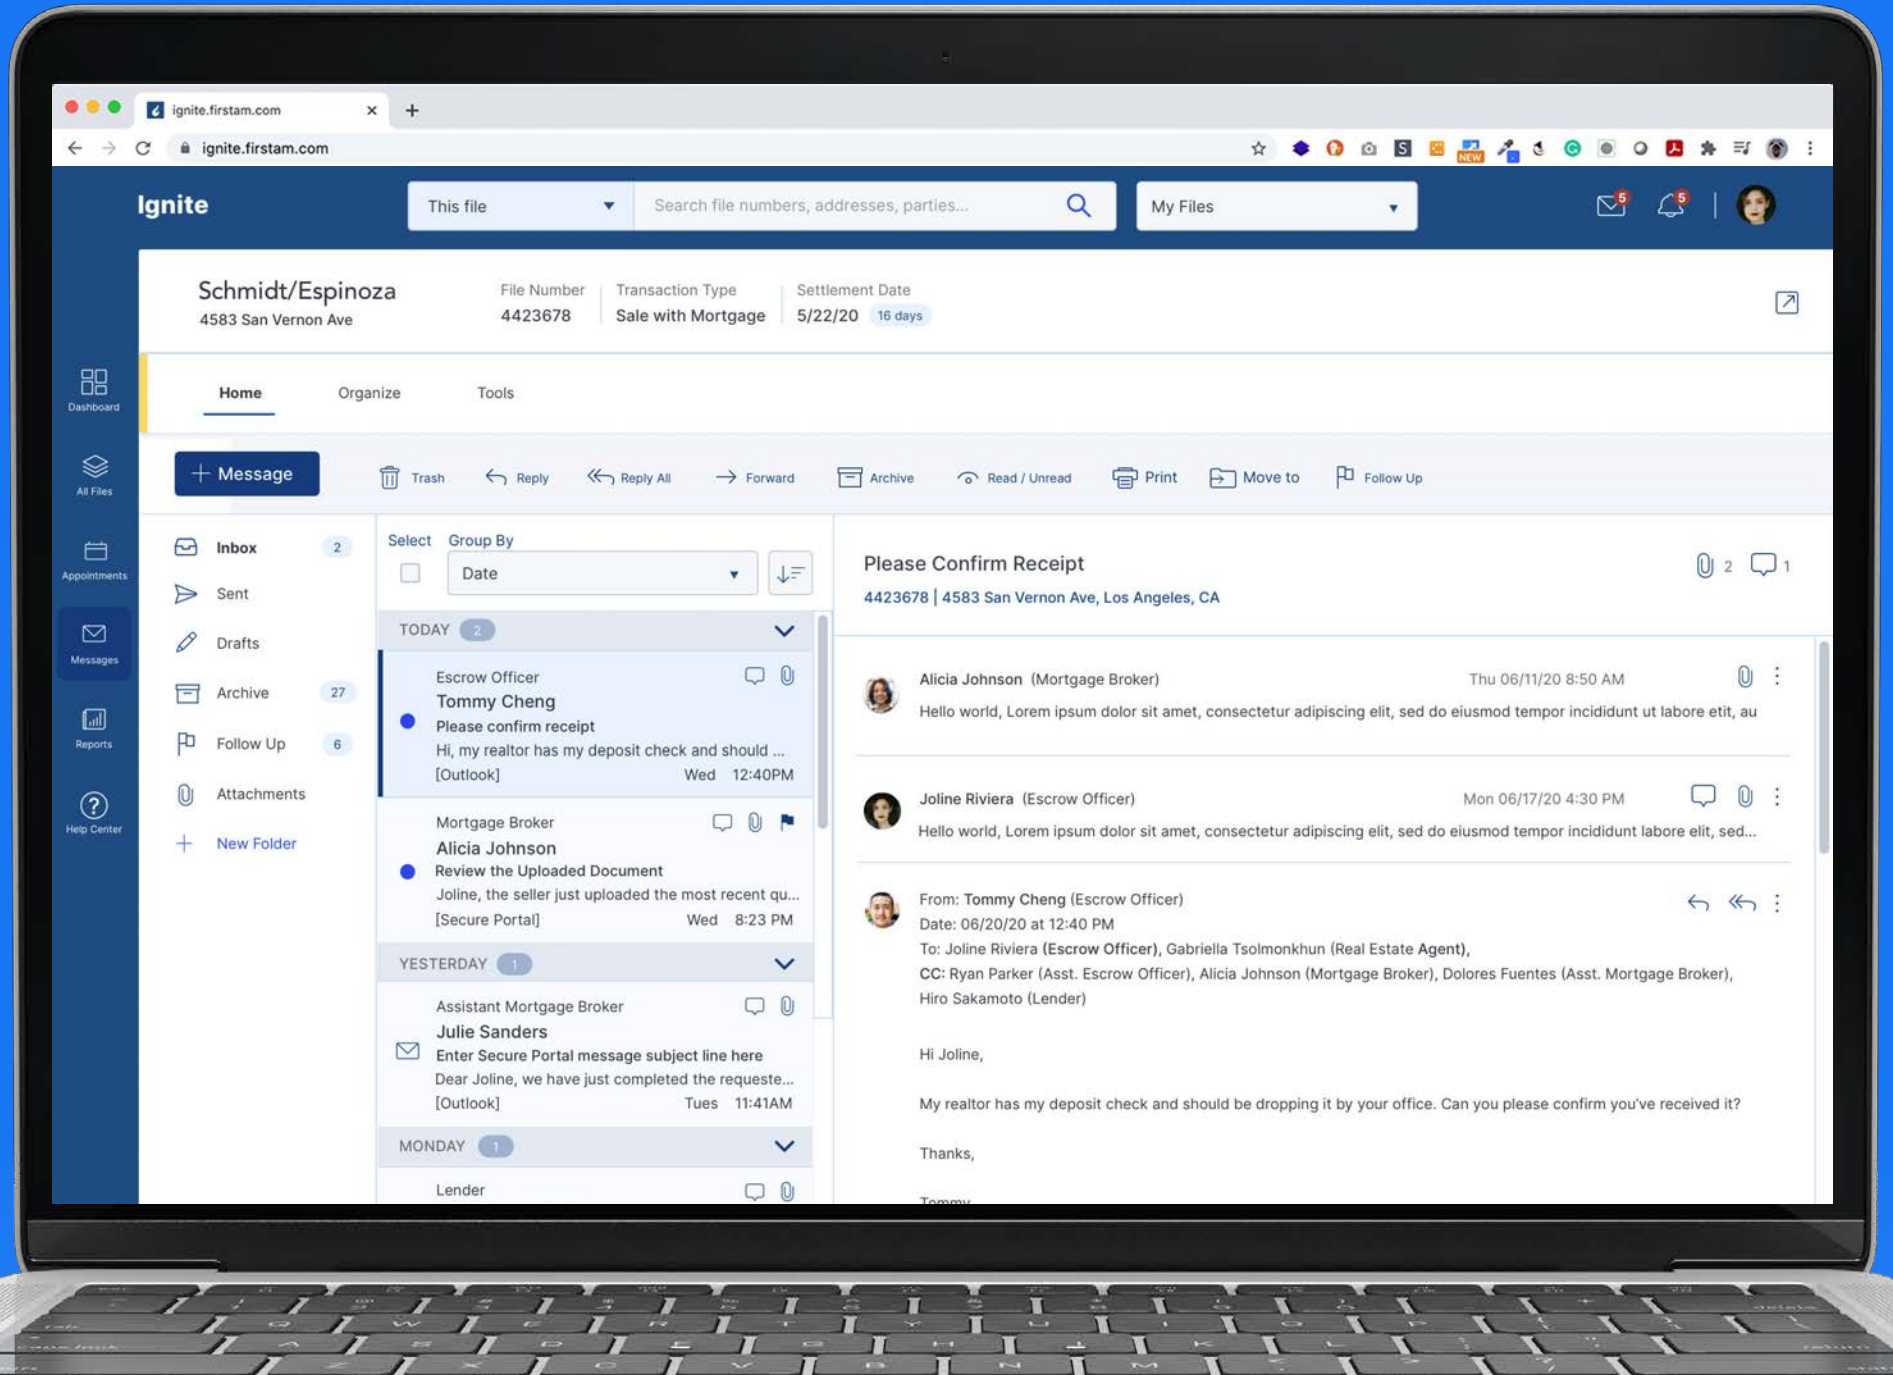 ignite.firstam.com
ignite.firstam.com
NEW
Ignite
This file
Search file numbers, addresses, parties...
My Files
5
5
Schmidt/Espinoza
4583 San Vernon Ave
File Number
4423678
Transaction Type
Sale with Mortgage
Settlement Date
5/22/20 16 days
Dashboard
All Files
Appointments
Messages
Reports
Help Center
Home Organize Tools
+ Message
Trash Reply Reply All Forward Archive Read / Unread Print Move to Follow Up
Inbox 2
Sent
Drafts
Archive 27
Follow Up 6
Attachments
+ New Folder
Select Group By
Date
TODAY 2
Escrow Officer
Tommy Cheng
Please confirm receipt
Hi, my realtor has my deposit check and should ...
[Outlook] Wed 12:40PM
Mortgage Broker
Alicia Johnson
Review the Uploaded Document
Joline, the seller just uploaded the most recent qu...
[Secure Portal] Wed 8:23 PM
YESTERDAY 1
Assistant Mortgage Broker
Julie Sanders
Enter Secure Portal message subject line here
Dear Joline, we have just completed the requeste...
[Outlook] Tues 11:41AM
MONDAY 1
Lender
Please Confirm Receipt
2 1
4423678 | 4583 San Vernon Ave, Los Angeles, CA
Alicia Johnson (Mortgage Broker) Thu 06/11/20 8:50 AM
Hello world, Lorem ipsum dolor sit amet, consectetur adipiscing elit, sed do eiusmod tempor incididunt ut labore etit, au
Joline Riviera (Escrow Officer) Mon 06/17/20 4:30 PM
Hello world, Lorem ipsum dolor sit amet, consectetur adipiscing elit, sed do eiusmod tempor incididunt labore elit, sed...
From: Tommy Cheng (Escrow Officer)
Date: 06/20/20 at 12:40 PM
To: Joline Riviera (Escrow Officer), Gabriella Tsolmonkhun (Real Estate Agent),
CC: Ryan Parker (Asst. Escrow Officer), Alicia Johnson (Mortgage Broker), Dolores Fuentes (Asst. Mortgage Broker),
Hiro Sakamoto (Lender)
Hi Joline,
My realtor has my deposit check and should be dropping it by your office. Can you please confirm you've received it?
Thanks,
Tommy